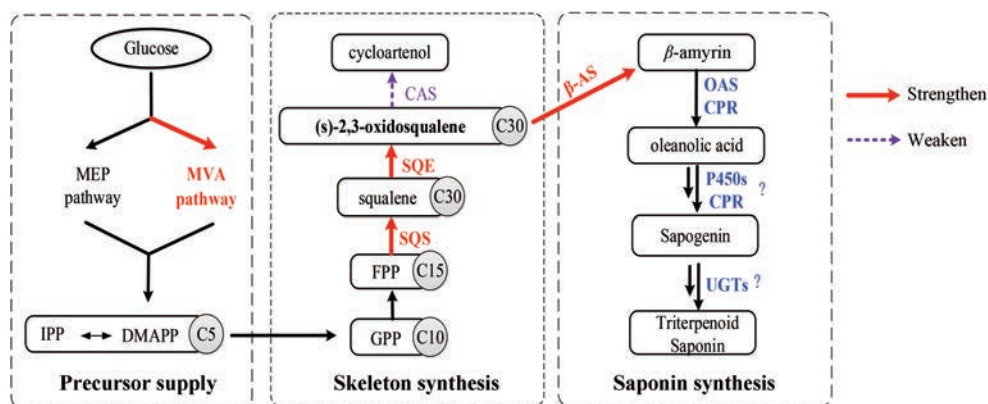 Glucose
MEP
pathway
MVA
pathway
IPP
DMAPP
C5
Precursor supply
cycloartenol
CAS
(s)-2,3-oxidosqualene
C30
SQE
squalene
C30
SQS
FPP
C15
GPP
C10
Skeleton synthesis
β-AS
β-amyrin
OAS
CPR
oleanolic acid
P450s
CPR
?
Sapogenin
UGTs ?
Triterpenoid
Saponin
Saponin synthesis
Strengthen
Weaken